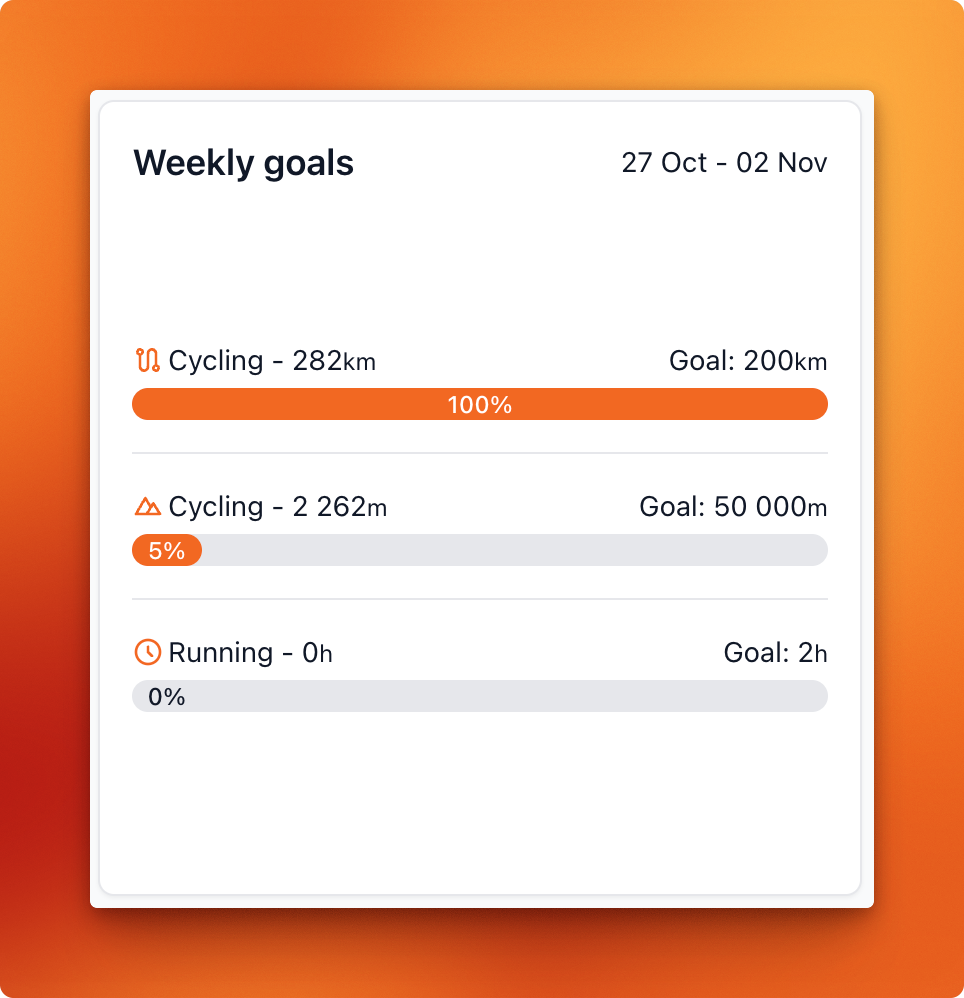 Weekly goals 27 Oct - 02 Nov
Cycling - 282km Goal: 200km
100%
Cycling - 2 262m Goal: 50 000m
5%
Running - 0h Goal: 2h
0%